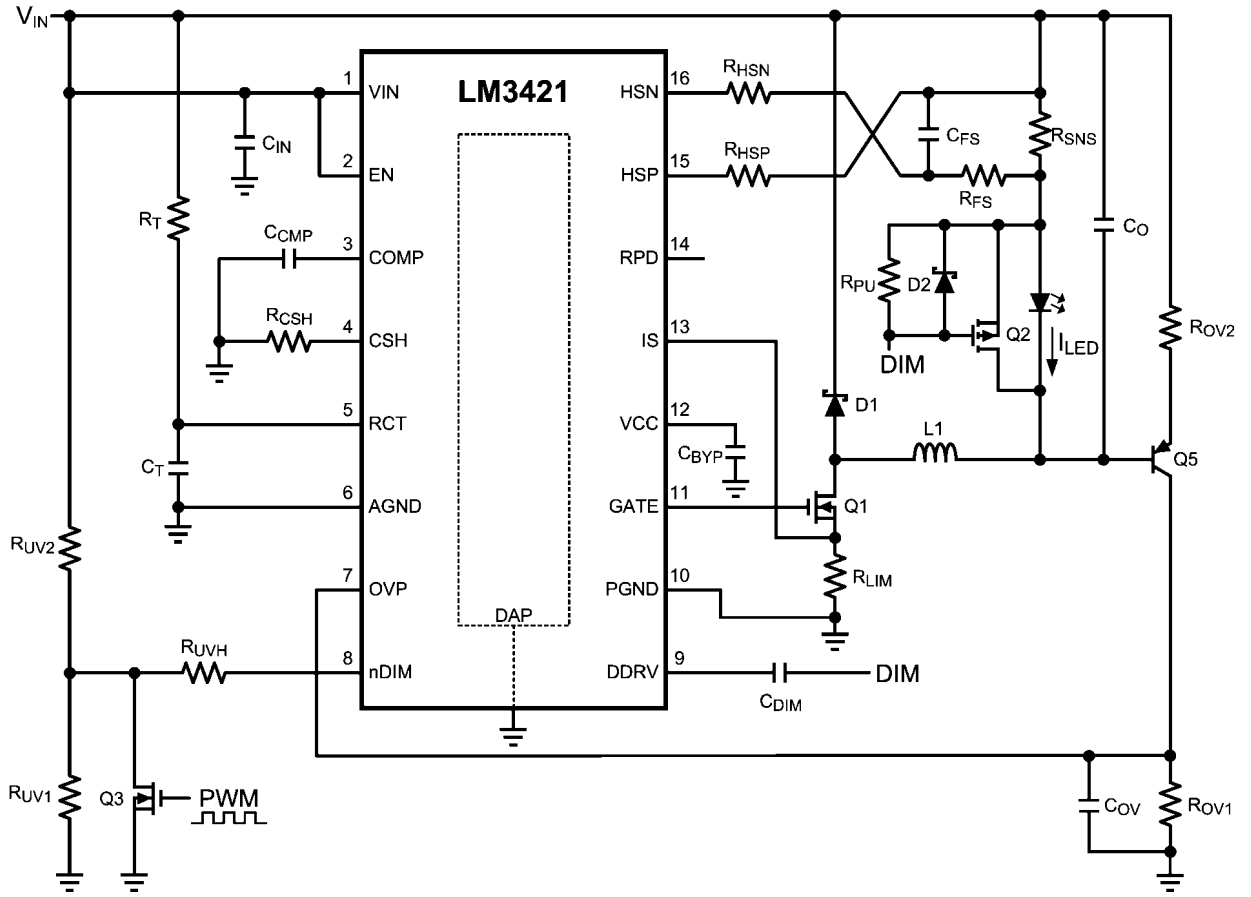 VIN
LM3421
1 VIN
2 EN
3 COMP
4 CSH
5 RCT
6 AGND
7 OVP
8 nDIM
16 HSN
15 HSP
14 RPD
13 IS
12 VCC
11 GATE
10 PGND
9 DDRV
DAP
CIN
RT
CCMP
RCSH
CT
RUV2
RUVH
RUV1
Q3
PWM
RHSN
RHSP
CFS
RSNS
RFS
CO
RPU
D2
Q2
DIM
ILED
ROV2
D1
L1
Q5
CBYP
Q1
RLIM
CDIM
DIM
COV
ROV1